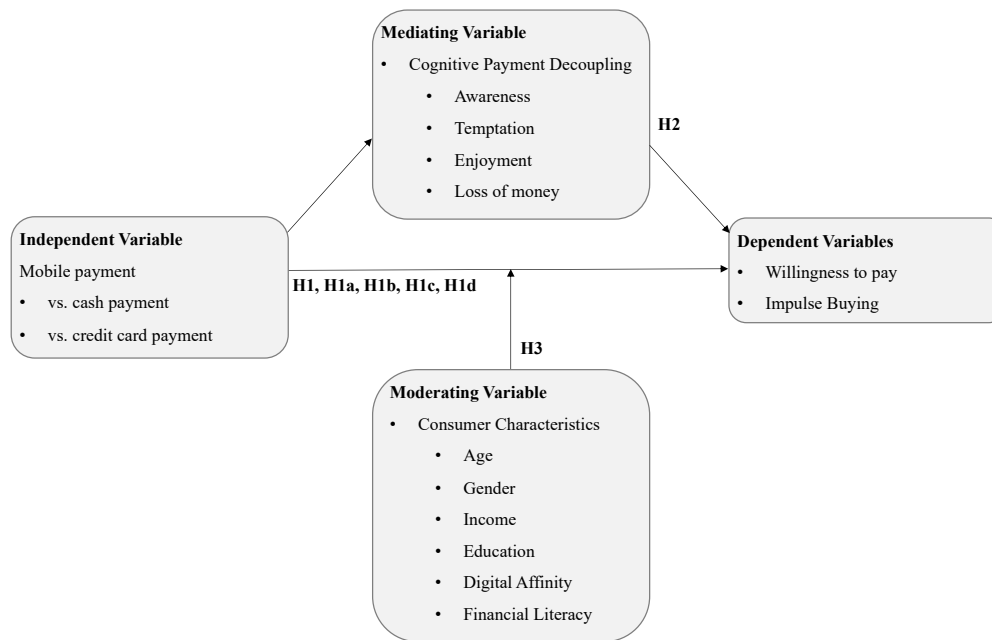 Mediating Variable
• Cognitive Payment Decoupling
• Awareness
• Temptation
• Enjoyment
• Loss of money
H2
Independent Variable
Mobile payment
• vs. cash payment
• vs. credit card payment
H1, H1a, H1b, H1c, H1d
Dependent Variables
• Willingness to pay
• Impulse Buying
H3
Moderating Variable
• Consumer Characteristics
• Age
• Gender
• Income
• Education
• Digital Affinity
• Financial Literacy